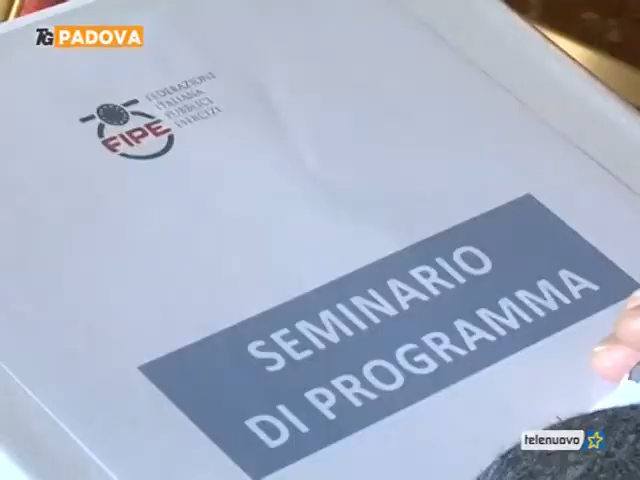 TG PADOVA
FEDERAZIONE
ITALIANA
PUBBLICI
ESERCIZI
FIPE
SEMINARIO
DI PROGRAMMA
telenuovo